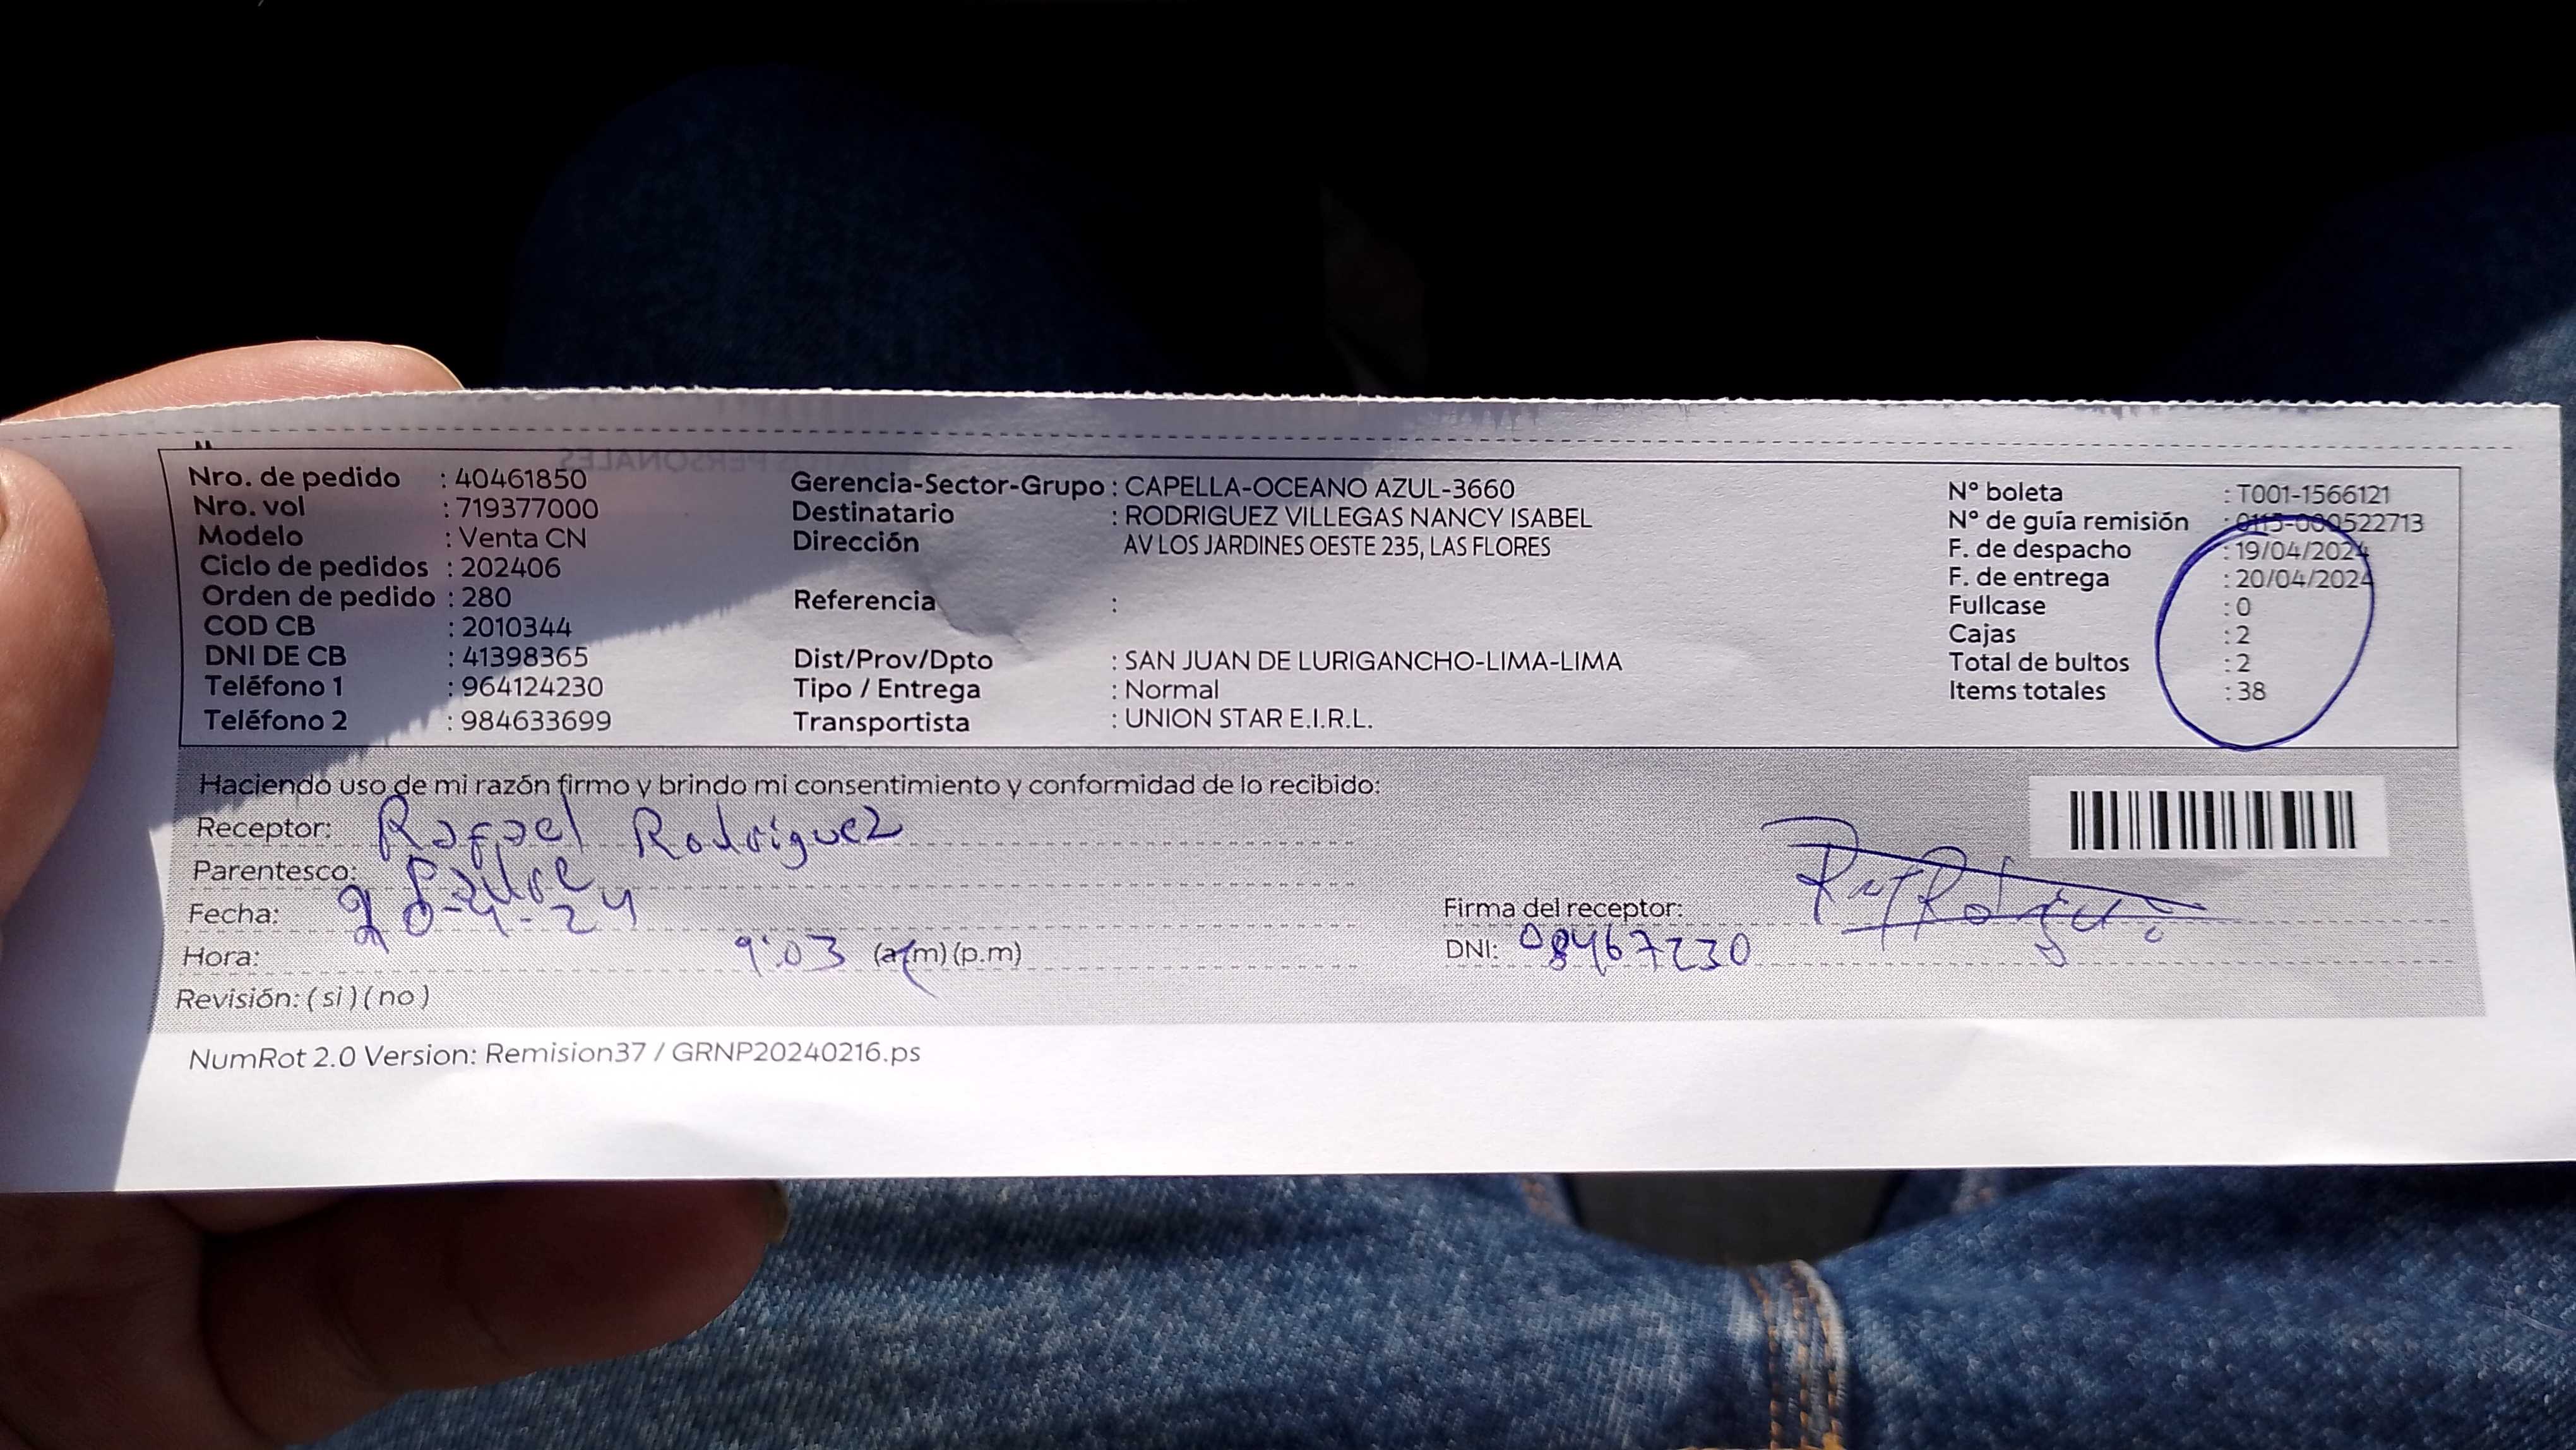 Nro. de pedido : 40461850
Nro. vol : 719377000
Modelo : Venta CN
Ciclo de pedidos : 202406
Orden de pedido : 280
COD CB : 2010344
DNI DE CB : 41398365
Teléfono 1 : 964124230
Teléfono 2 : 984633699
Gerencia-Sector-Grupo : CAPELLA-OCEANO AZUL-3660
Destinatario : RODRIGUEZ VILLEGAS NANCY ISABEL
Dirección AV LOS JARDINES OESTE 235, LAS FLORES
Referencia :
Dist/Prov/Dpto : SAN JUAN DE LURIGANCHO-LIMA-LIMA
Tipo / Entrega : Normal
Transportista : UNION STAR E.I.R.L.
N° boleta : T001-1566121
N° de guía remisión : 0115-000522713
F. de despacho : 19/04/2024
F. de entrega : 20/04/2024
Fullcase : 0
Cajas : 2
Total de bultos : 2
Items totales : 38
Haciendo uso de mi razón firmo y brindo mi consentimiento y conformidad de lo recibido:
Receptor: Rafael Rodriguez
Parentesco: Padre
Fecha: 20-4-24
Hora: 9:03 (a.m) (p.m)
Revisión: ( si ) ( no )
Firma del receptor:
DNI: 08467230
NumRot 2.0 Version: Remision37 / GRNP20240216.ps